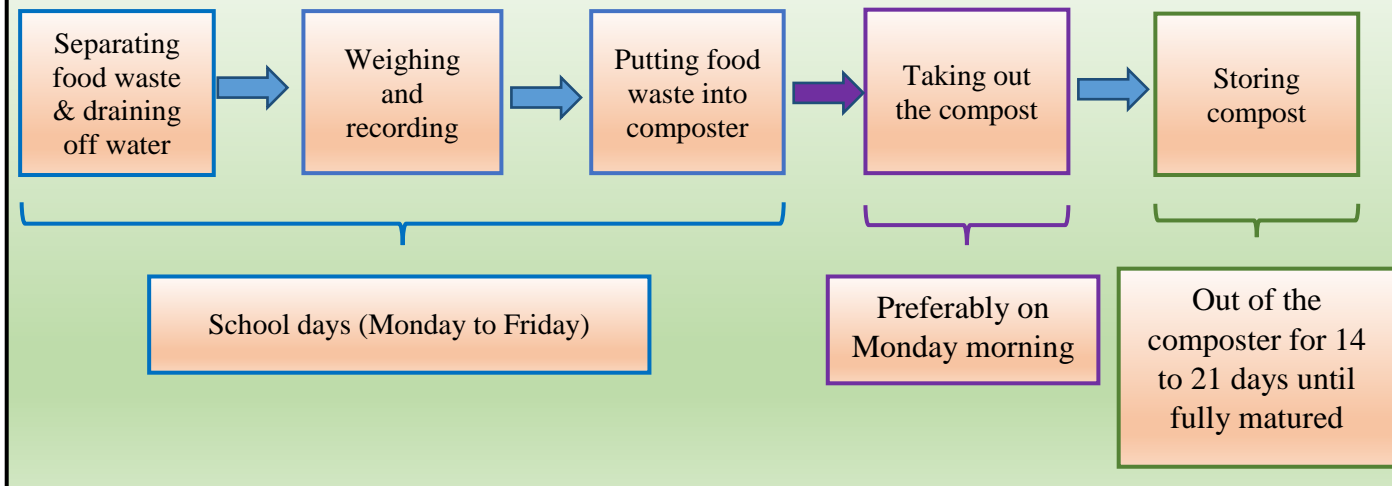 Separating
food waste
& draining
off water
Weighing
and
recording
Putting food
waste into
composter
Taking out
the compost
Storing
compost
School days (Monday to Friday)
Preferably on
Monday morning
Out of the
composter for 14
to 21 days until
fully matured